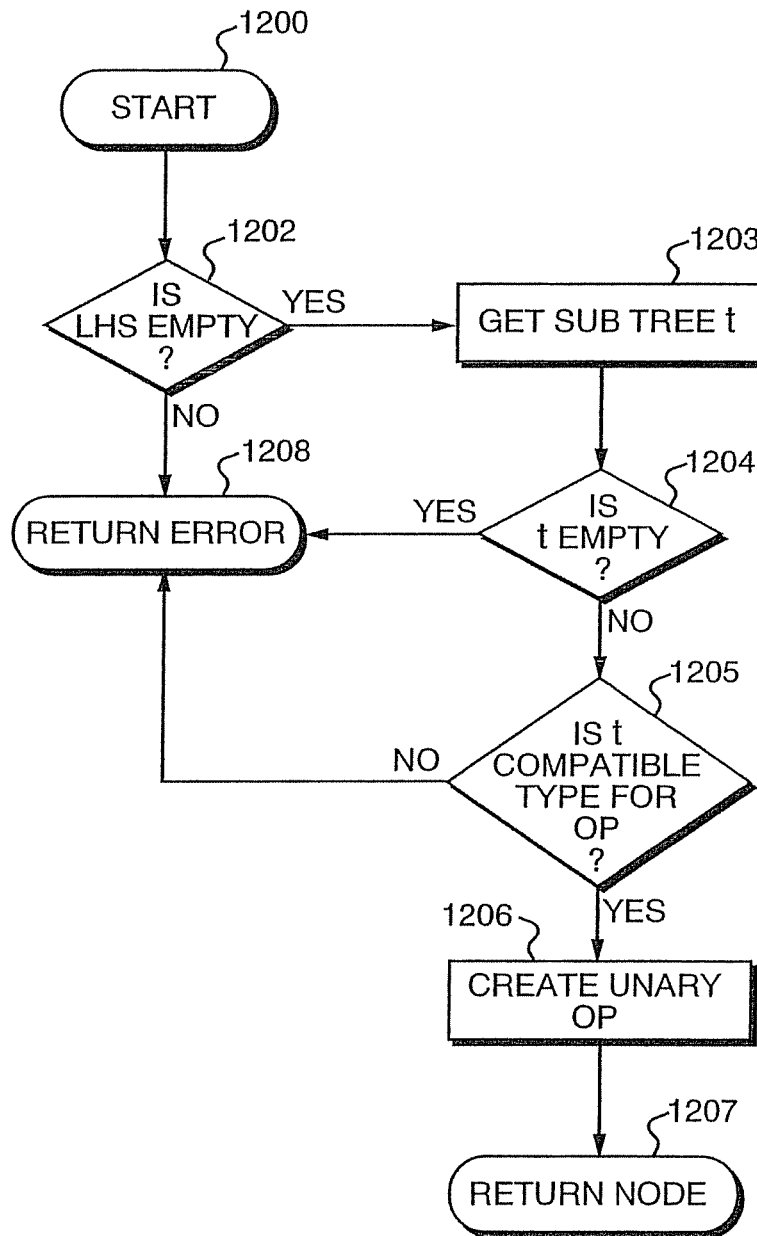 1200
START
1202
IS
LHS EMPTY
?
YES
NO
1203
GET SUB TREE t
1208
RETURN ERROR
1204
IS
t EMPTY
?
YES
NO
1205
IS t
COMPATIBLE
TYPE FOR
OP
?
NO
YES
1206
CREATE UNARY
OP
1207
RETURN NODE